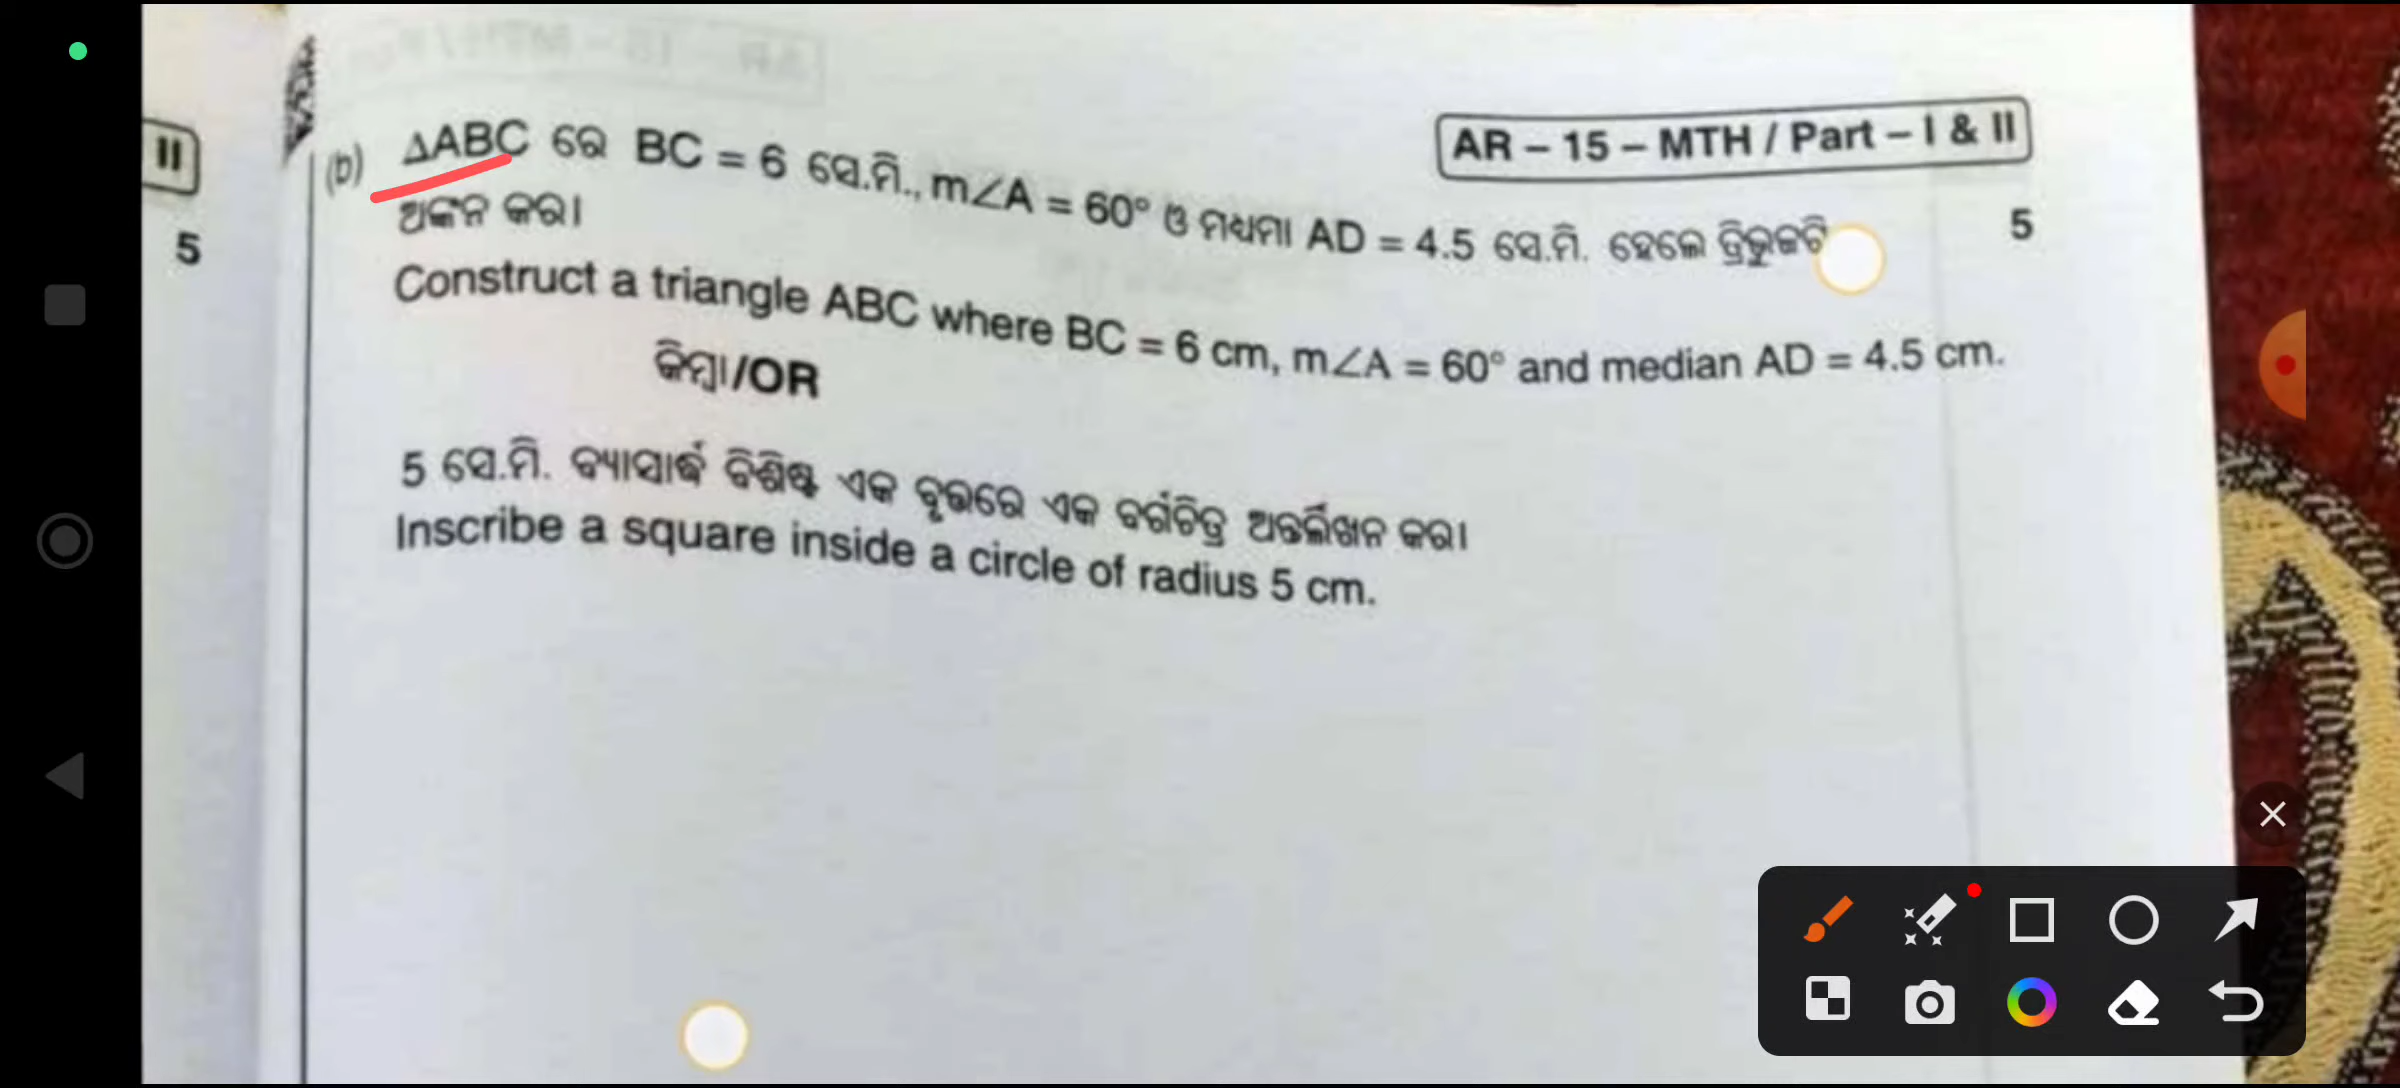 AR – 15 – MTH / Part – I & II
II
5
(b) ΔABC ରେ BC = 6 ସେ.ମି., m∠A = 60° ଓ ମଧ୍ୟମା AD = 4.5 ସେ.ମି. ହେଲେ ତ୍ରିଭୁଜଟି
5
ଅଙ୍କନ କର।
Construct a triangle ABC where BC = 6 cm, m∠A = 60° and median AD = 4.5 cm.
କିମ୍ବା/OR
5 ସେ.ମି. ବ୍ୟାସାର୍ଦ୍ଧ ବିଶିଷ୍ଟ ଏକ ବୃତ୍ତରେ ଏକ ବର୍ଗଚିତ୍ର ଅନ୍ତର୍ଲିଖନ କର।
Inscribe a square inside a circle of radius 5 cm.